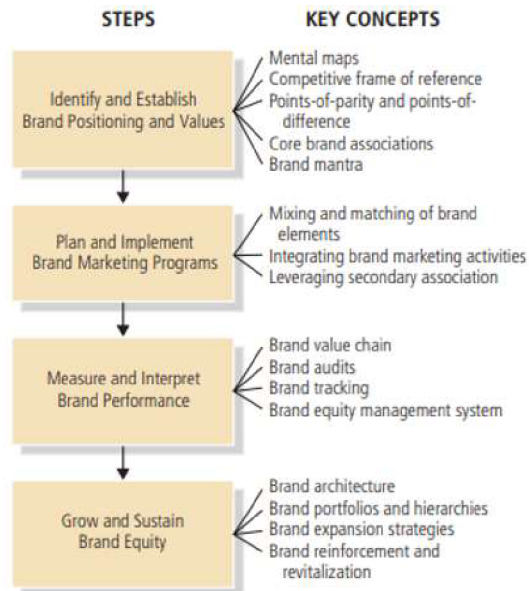 STEPS
KEY CONCEPTS
Identify and Establish
Brand Positioning and Values
Mental maps
Competitive frame of reference
Points-of-parity and points-of-
difference
Core brand associations
Brand mantra
Plan and Implement
Brand Marketing Programs
Mixing and matching of brand
elements
Integrating brand marketing activities
Leveraging secondary association
Measure and Interpret
Brand Performance
Brand value chain
Brand audits
Brand tracking
Brand equity management system
Grow and Sustain
Brand Equity
Brand architecture
Brand portfolios and hierarchies
Brand expansion strategies
Brand reinforcement and
revitalization